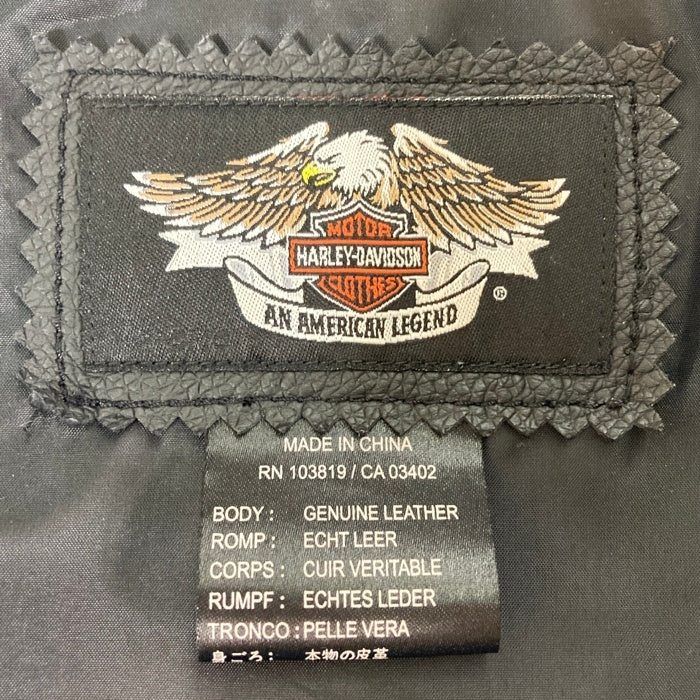 MOTOR
HARLEY-DAVIDSON
CLOTHES
AN AMERICAN LEGEND
®
MADE IN CHINA
RN 103819 / CA 03402
BODY : GENUINE LEATHER
ROMP : ECHT LEER
CORPS : CUIR VERITABLE
RUMPF : ECHTES LEDER
TRONCO : PELLE VERA
身ごろ : 本物の皮革